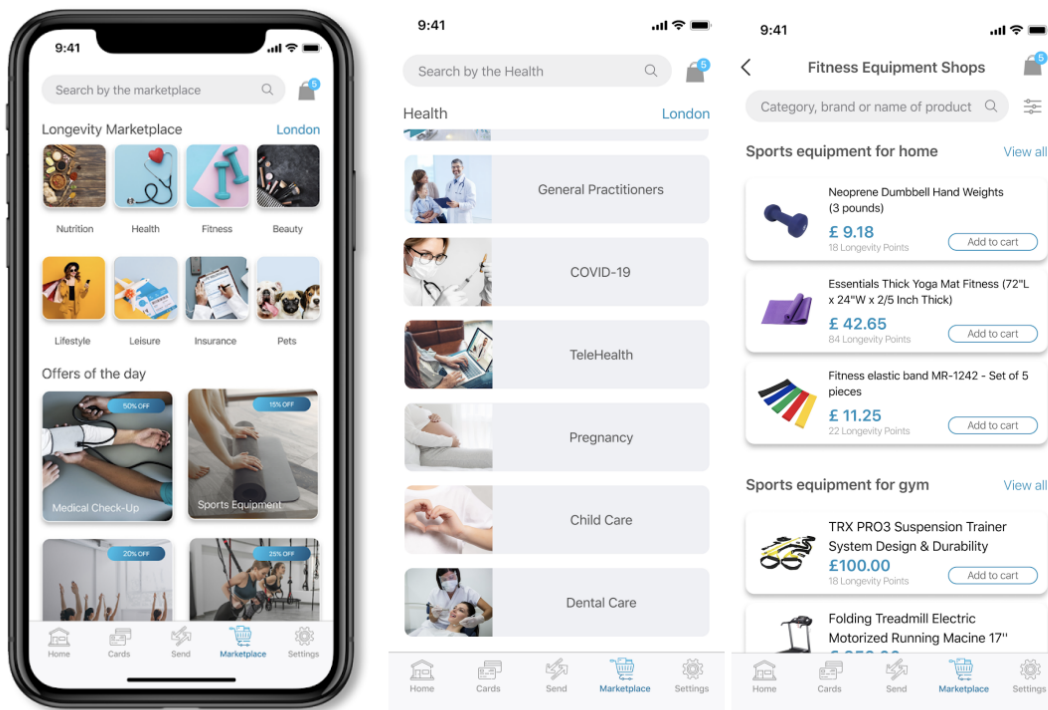 9:41
Search by the marketplace
5
Longevity Marketplace
London
Nutrition
Health
Fitness
Beauty
Lifestyle
Leisure
Insurance
Pets
Offers of the day
50% OFF
15% OFF
Medical Check-Up
Sports Equipment
20% OFF
25% OFF
Home
Cards
Send
Marketplace
Settings
9:41
Search by the Health
5
Health
London
General Practitioners
COVID-19
TeleHealth
Pregnancy
Child Care
Dental Care
Home
Cards
Send
Marketplace
Settings
9:41
Fitness Equipment Shops
5
Category, brand or name of product
Sports equipment for home
View all
Neoprene Dumbbell Hand Weights
(3 pounds)
£ 9.18
18 Longevity Points
Add to cart
Essentials Thick Yoga Mat Fitness (72"L
x 24"W x 2/5 Inch Thick)
£ 42.65
84 Longevity Points
Add to cart
Fitness elastic band MR-1242 - Set of 5
pieces
£ 11.25
22 Longevity Points
Add to cart
Sports equipment for gym
View all
TRX PRO3 Suspension Trainer
System Design & Durability
£100.00
18 Longevity Points
Add to cart
Folding Treadmill Electric
Motorized Running Macine 17"
Home
Cards
Send
Marketplace
Settings